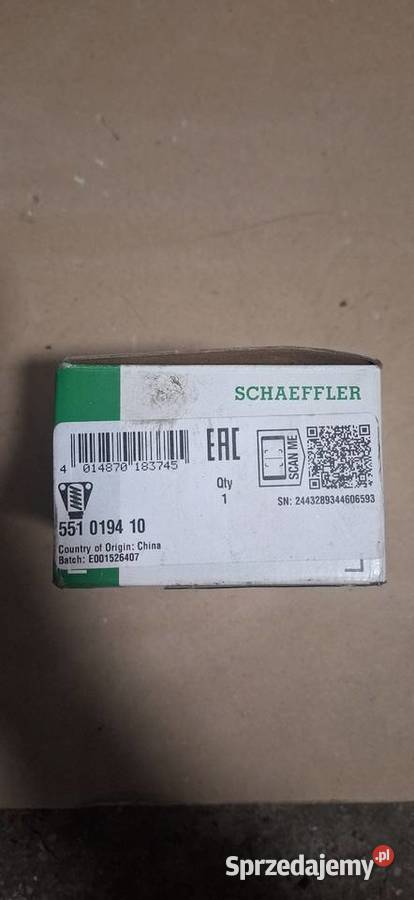 SCHAEFFLER
4 014870 183745
EAC
Qty
1
SCAN ME
SN: 2443289344606593
551 0194 10
Country of Origin: China
Batch: E001526407
Sprzedajemy.pl